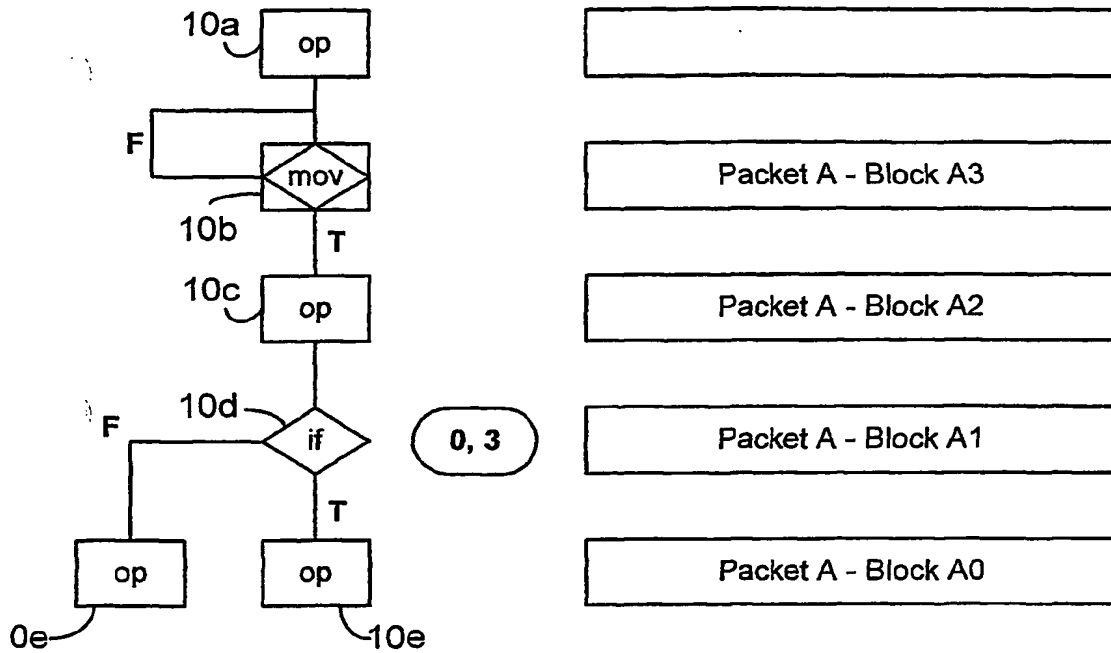 10a
op
F
mov
Packet A - Block A3
10b
T
10c
op
Packet A - Block A2
10d
F
if
0, 3
Packet A - Block A1
T
op
op
Packet A - Block A0
0e
10e